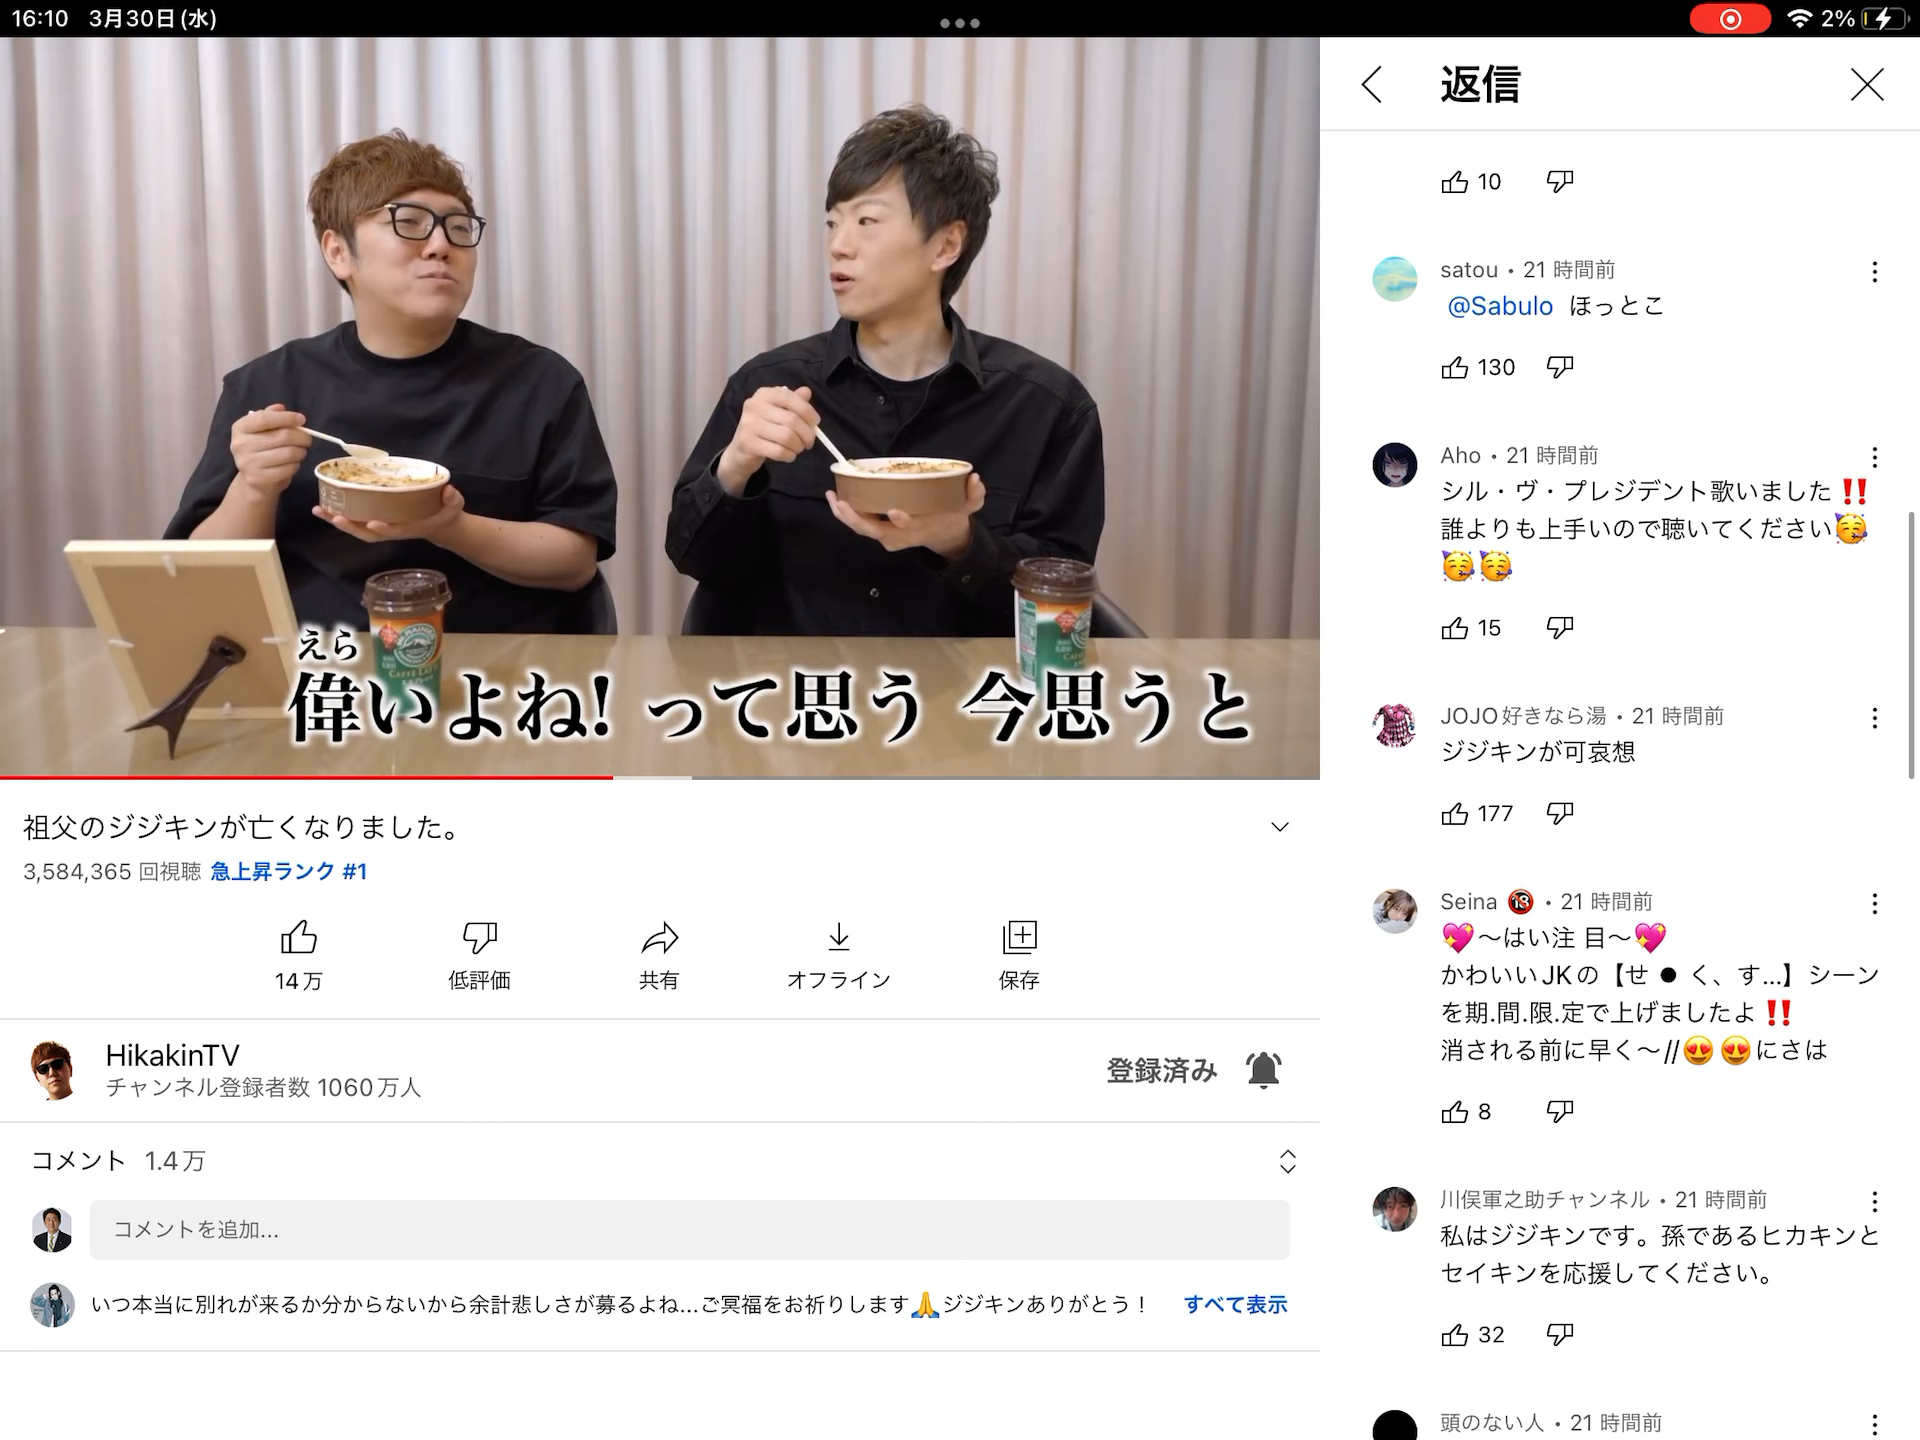 16:10 3月30日(水)
2%
えら
偉いよね! って思う 今思うと
祖父のジジキンが亡くなりました。
3,584,365 回視聴 急上昇ランク #1
14万 低評価 共有 オフライン 保存
HikakinTV
チャンネル登録者数 1060万人
登録済み
コメント 1.4万
コメントを追加...
いつ本当に別れが来るか分からないから余計悲しさが募るよね...ご冥福をお祈りします🙏ジジキンありがとう！ すべて表示
返信
10
satou • 21 時間前
@Sabulo ほっとこ
130
Aho • 21 時間前
シル・ヴ・プレジデント歌いました‼️
誰よりも上手いので聴いてください🥳
🥳🥳
15
JOJO好きなら湯 • 21 時間前
ジジキンが可哀想
177
Seina 🔞 • 21 時間前
💖〜はい注 目〜💖
かわいいJKの【せ ● く、す...】シーン
を期.間.限.定で上げましたよ‼️
消される前に早く〜//😍 😍にさは
8
川俣軍之助チャンネル • 21 時間前
私はジジキンです。孫であるヒカキンと
セイキンを応援してください。
32
頭のない人 • 21 時間前